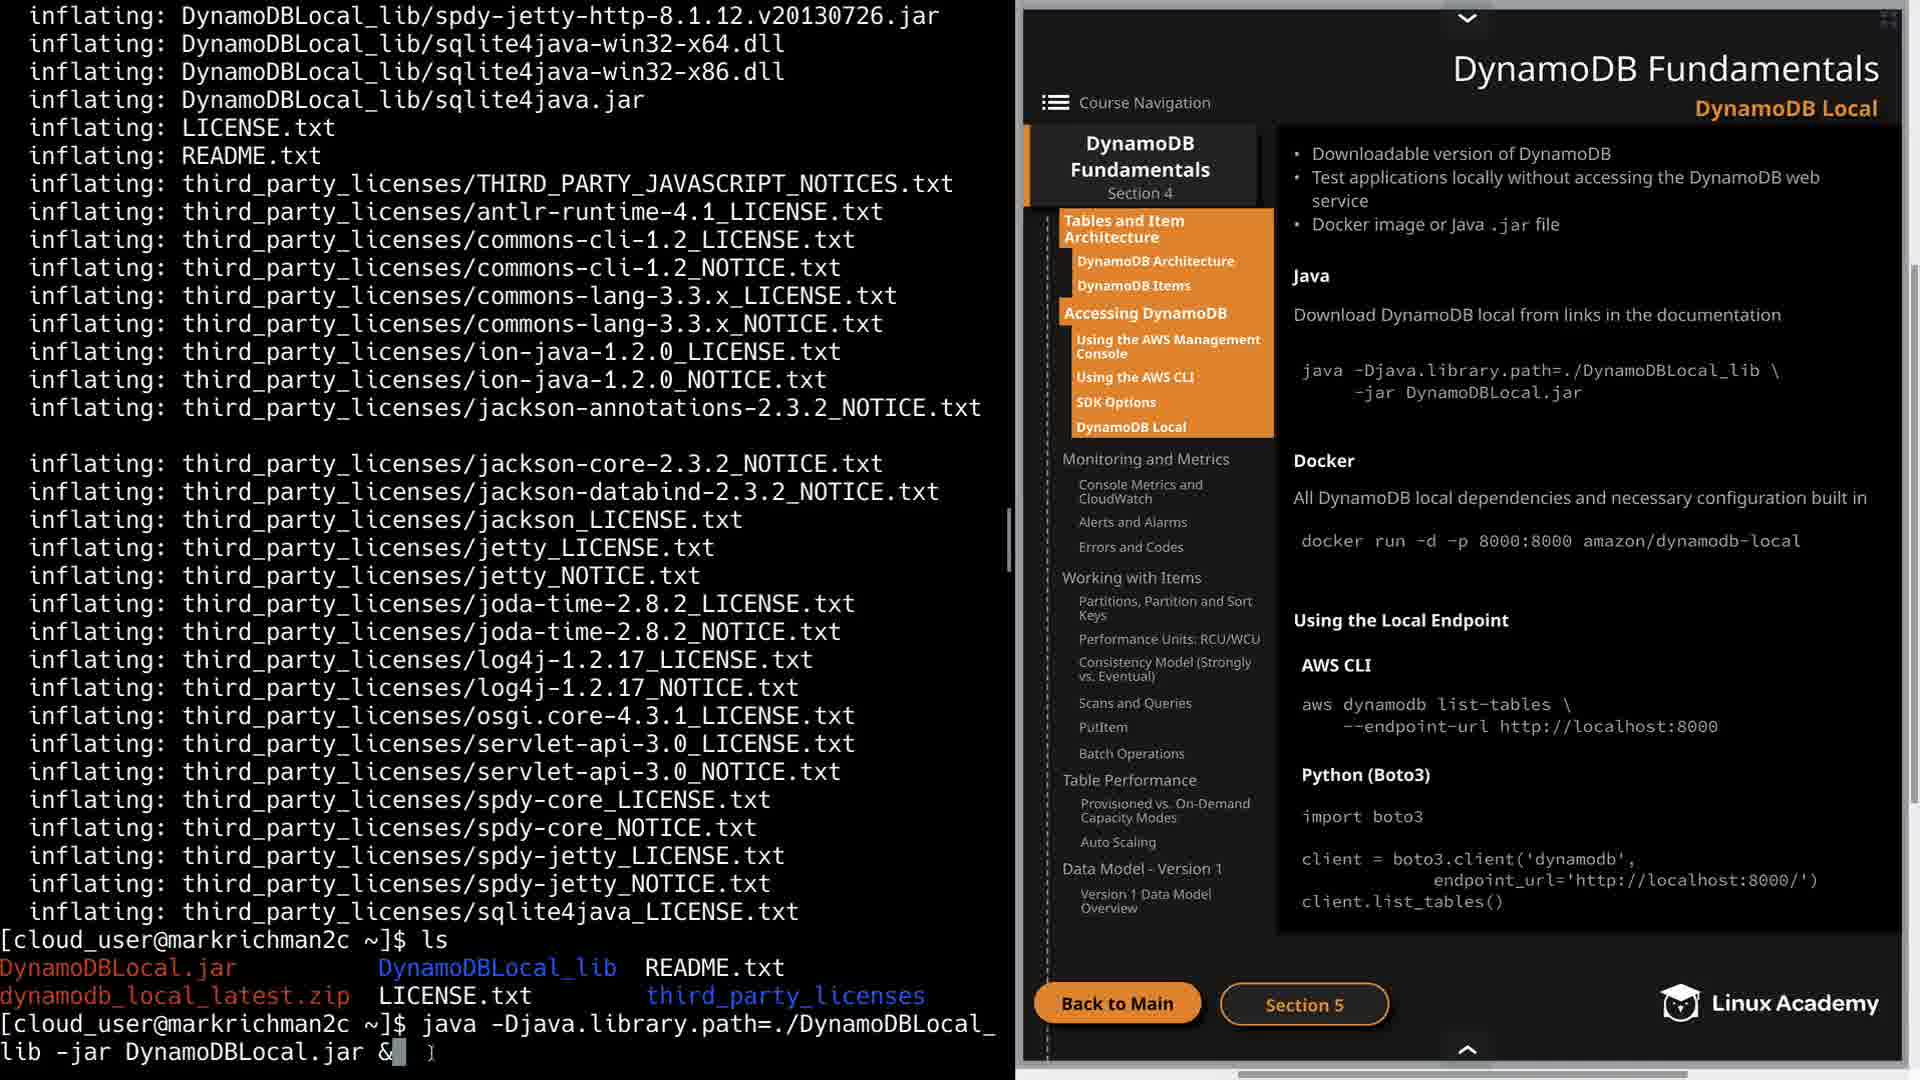 inflating: DynamoDBLocal_lib/spdy-jetty-http-8.1.12.v20130726.jar
inflating: DynamoDBLocal_lib/sqlite4java-win32-x64.dll
inflating: DynamoDBLocal_lib/sqlite4java-win32-x86.dll
inflating: DynamoDBLocal_lib/sqlite4java.jar
inflating: LICENSE.txt
inflating: README.txt
inflating: third_party_licenses/THIRD_PARTY_JAVASCRIPT_NOTICES.txt
inflating: third_party_licenses/antlr-runtime-4.1_LICENSE.txt
inflating: third_party_licenses/commons-cli-1.2_LICENSE.txt
inflating: third_party_licenses/commons-cli-1.2_NOTICE.txt
inflating: third_party_licenses/commons-lang-3.3.x_LICENSE.txt
inflating: third_party_licenses/commons-lang-3.3.x_NOTICE.txt
inflating: third_party_licenses/ion-java-1.2.0_LICENSE.txt
inflating: third_party_licenses/ion-java-1.2.0_NOTICE.txt
inflating: third_party_licenses/jackson-annotations-2.3.2_NOTICE.txt
inflating: third_party_licenses/jackson-core-2.3.2_NOTICE.txt
inflating: third_party_licenses/jackson-databind-2.3.2_NOTICE.txt
inflating: third_party_licenses/jackson_LICENSE.txt
inflating: third_party_licenses/jetty_LICENSE.txt
inflating: third_party_licenses/jetty_NOTICE.txt
inflating: third_party_licenses/joda-time-2.8.2_LICENSE.txt
inflating: third_party_licenses/joda-time-2.8.2_NOTICE.txt
inflating: third_party_licenses/log4j-1.2.17_LICENSE.txt
inflating: third_party_licenses/log4j-1.2.17_NOTICE.txt
inflating: third_party_licenses/osgi.core-4.3.1_LICENSE.txt
inflating: third_party_licenses/servlet-api-3.0_LICENSE.txt
inflating: third_party_licenses/servlet-api-3.0_NOTICE.txt
inflating: third_party_licenses/spdy-core_LICENSE.txt
inflating: third_party_licenses/spdy-core_NOTICE.txt
inflating: third_party_licenses/spdy-jetty_LICENSE.txt
inflating: third_party_licenses/spdy-jetty_NOTICE.txt
inflating: third_party_licenses/sqlite4java_LICENSE.txt
[cloud_user@markrichman2c ~]$ ls
DynamoDBLocal.jar DynamoDBLocal_lib README.txt
dynamodb_local_latest.zip LICENSE.txt third_party_licenses
[cloud_user@markrichman2c ~]$ java -Djava.library.path=./DynamoDBLocal_
lib -jar DynamoDBLocal.jar &
DynamoDB Fundamentals
DynamoDB Local
Course Navigation
DynamoDB
Fundamentals
Section 4
Tables and Item
Architecture
DynamoDB Architecture
DynamoDB Items
Accessing DynamoDB
Using the AWS Management
Console
Using the AWS CLI
SDK Options
DynamoDB Local
Monitoring and Metrics
Console Metrics and
CloudWatch
Alerts and Alarms
Errors and Codes
Working with Items
Partitions, Partition and Sort
Keys
Performance Units: RCU/WCU
Consistency Model (Strongly
vs. Eventual)
Scans and Queries
PutItem
Batch Operations
Table Performance
Provisioned vs. On-Demand
Capacity Modes
Auto Scaling
Data Model - Version 1
Version 1 Data Model
Overview
• Downloadable version of DynamoDB
• Test applications locally without accessing the DynamoDB web
service
• Docker image or Java .jar file
Java
Download DynamoDB local from links in the documentation
java -Djava.library.path=./DynamoDBLocal_lib \
-jar DynamoDBLocal.jar
Docker
All DynamoDB local dependencies and necessary configuration built in
docker run -d -p 8000:8000 amazon/dynamodb-local
Using the Local Endpoint
AWS CLI
aws dynamodb list-tables \
--endpoint-url http://localhost:8000
Python (Boto3)
import boto3
client = boto3.client('dynamodb',
endpoint_url='http://localhost:8000/')
client.list_tables()
Back to Main
Section 5
Linux Academy